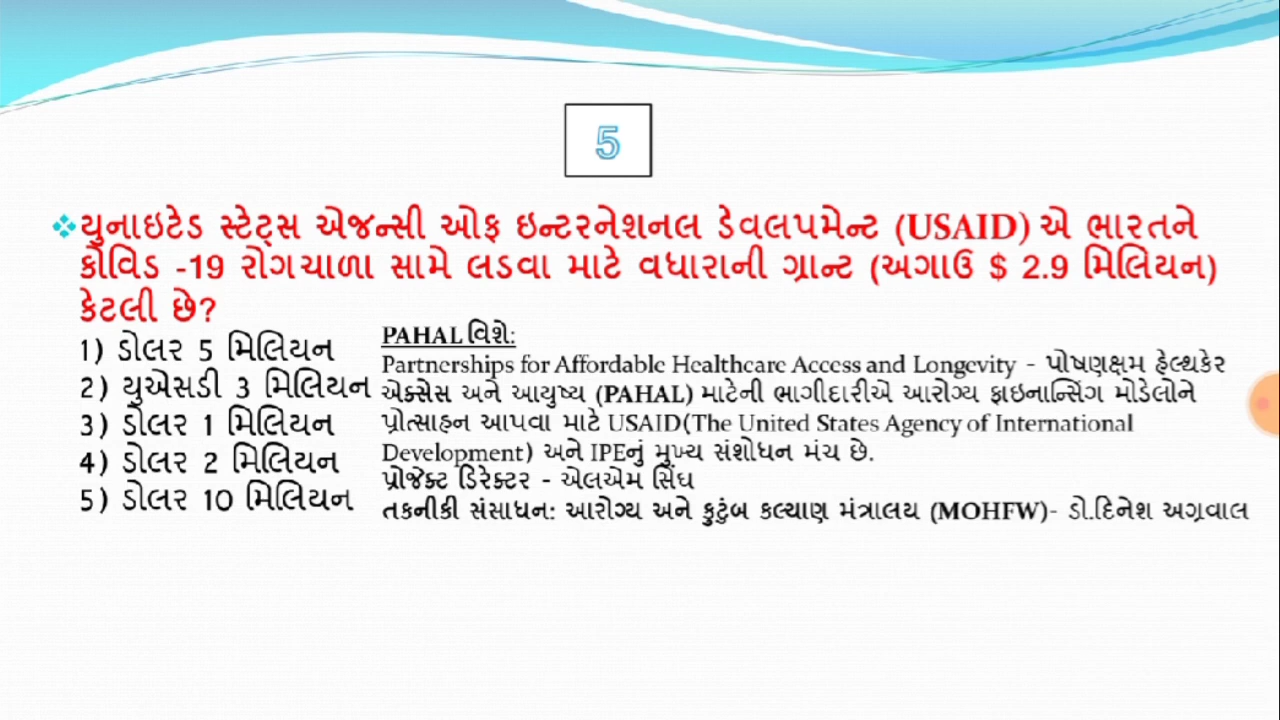 5
યુનાઇટેડ સ્ટેટ્સ એજન્સી ઓફ ઇન્ટરનેશનલ ડેવલપમેન્ટ (USAID) એ ભારતને
કોવિડ -19 રોગચાળા સામે લડવા માટે વધારાની ગ્રાન્ટ (અગાઉ $ 2.9 મિલિયન)
કેટલી છે?
1) ડોલર 5 મિલિયન
2) યુએસડી 3 મિલિયન
3) ડોલર 1 મિલિયન
4) ડોલર 2 મિલિયન
5) ડોલર 10 મિલિયન
PAHAL વિશે:
Partnerships for Affordable Healthcare Access and Longevity - પોષણક્ષમ હેલ્થકેર
એક્સેસ અને આયુષ્ય (PAHAL) માટેની ભાગીદારીએ આરોગ્ય ફાઇનાન્સિંગ મોડેલોને
પ્રોત્સાહન આપવા માટે USAID(The United States Agency of International
Development) અને IPEનું મુખ્ય સંશોધન મંચ છે.
પ્રોજેક્ટ ડિરેક્ટર - એલએમ સિંઘ
તકનીકી સંસાધન: આરોગ્ય અને કુટુંબ કલ્યાણ મંત્રાલય (MOHFW)- ડો.દિનેશ અગ્રવાલ